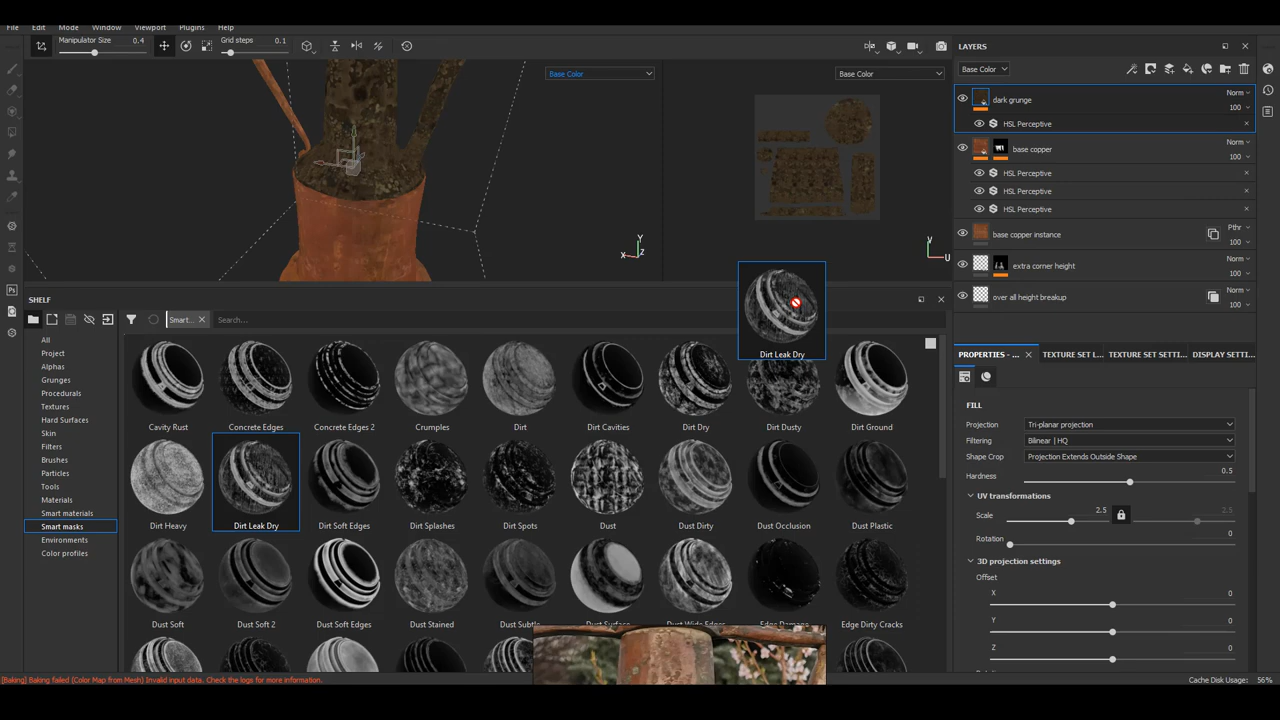 File Edit Mode Window Viewport Plugins Help
Manipulator Size 0.4 Grid steps 0.1
LAYERS
Base Color Base Color Base Color
Norm
dark grunge
100
HSL Perceptive
Norm
base copper
100
HSL Perceptive
HSL Perceptive
HSL Perceptive
Pthr
base copper instance
100
Y
X Z
V
U
Norm
extra corner height
100
Norm
over all height breakup
100
SHELF
Smart... Search...
Dirt Leak Dry
All
Project
Alphas
Grunges
Procedurals
Textures
Hard Surfaces
Skin
Filters
Brushes
Particles
Tools
Materials
Smart materials
Smart masks
Environments
Color profiles
Cavity Rust Concrete Edges Concrete Edges 2 Crumples Dirt Dirt Cavities Dirt Dry Dirt Dusty Dirt Ground
Dirt Heavy Dirt Leak Dry Dirt Soft Edges Dirt Splashes Dirt Spots Dust Dust Dirty Dust Occlusion Dust Plastic
Dust Soft Dust Soft 2 Dust Soft Edges Dust Stained Dust Subtle Dust Surface Dust Wide Edges Edge Damage Edge Dirty Cracks
PROPERTIES - ... TEXTURE SET L... TEXTURE SET SETTI... DISPLAY SETTI...
FILL
Projection Tri-planar projection
Filtering Bilinear | HQ
Shape Crop Projection Extends Outside Shape
Hardness 0.5
UV transformations
Scale 2.5 2.5
Rotation 0
3D projection settings
Offset
X 0
Y 0
Z 0
[Baking] Baking failed (Color Map from Mesh) Invalid input data. Check the logs for more information.
Cache Disk Usage: 56%